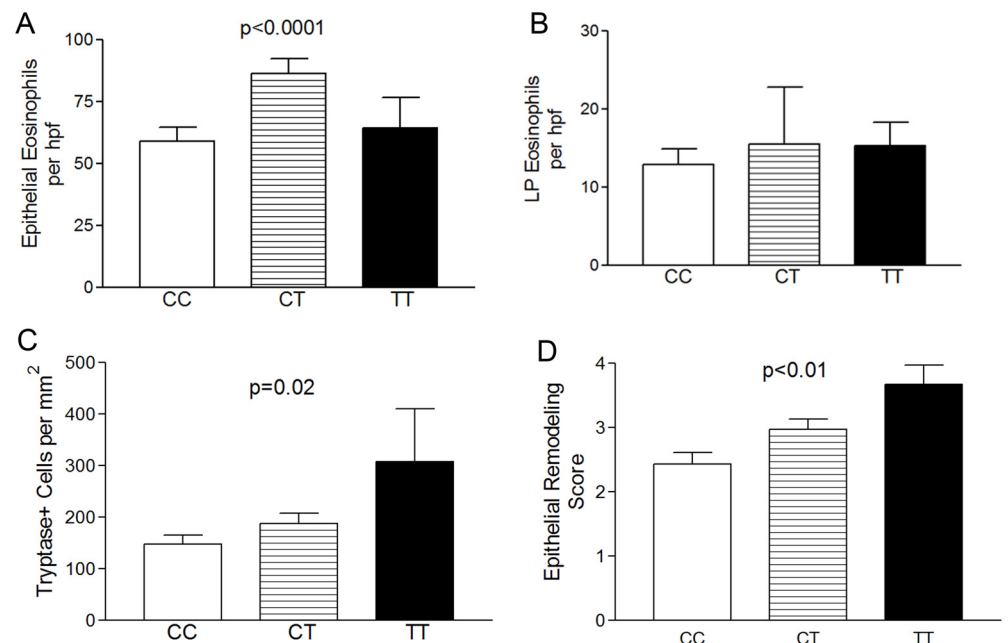 A
p<0.0001
Epithelial Eosinophils
per hpf
100
75
50
25
0
CC CT TT
B
LP Eosinophils
per hpf
30
20
10
0
CC CT TT
C
p=0.02
Tryptase+ Cells per mm²
500
400
300
200
100
0
CC CT TT
D
p<0.01
Epithelial Remodeling
Score
4
3
2
1
0
CC CT TT